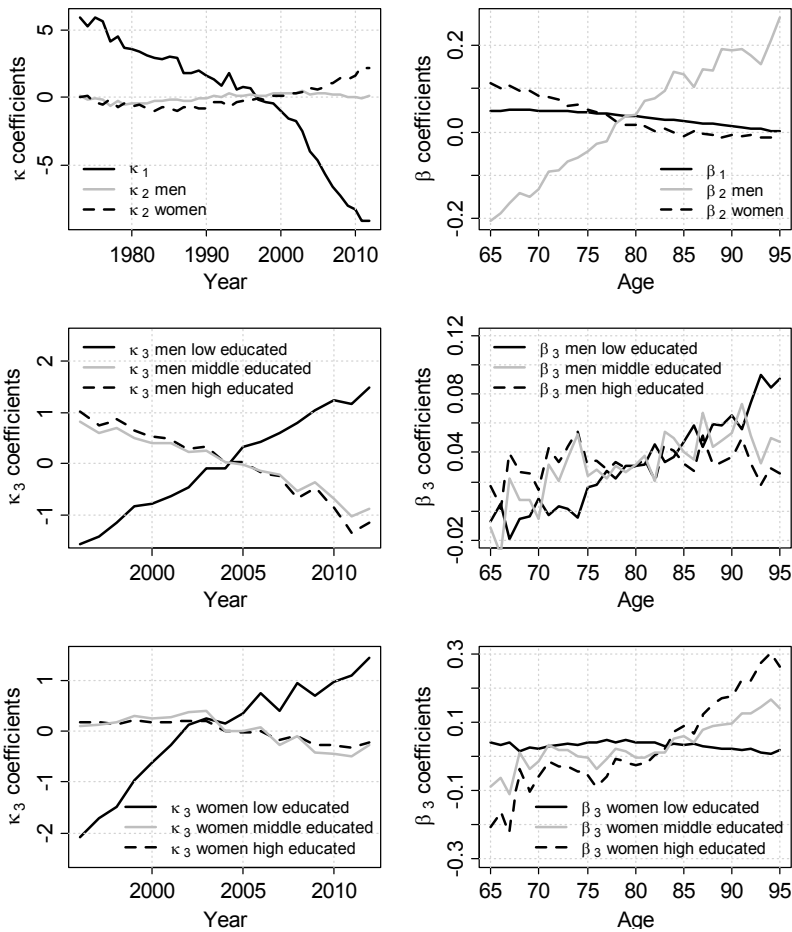 κ coefficients
5
0
-5
κ 1
κ 2 men
κ 2 women
1980 1990 2000 2010
Year
β coefficients
0.2
0.0
-0.2
β 1
β 2 men
β 2 women
65 70 75 80 85 90 95
Age
κ 3 coefficients
2
1
0
-1
κ 3 men low educated
κ 3 men middle educated
κ 3 men high educated
2000 2005 2010
Year
β 3 coefficients
0.12
0.08
0.04
-0.02
β 3 men low educated
β 3 men middle educated
β 3 men high educated
65 70 75 80 85 90 95
Age
κ 3 coefficients
1
0
-1
-2
κ 3 women low educated
κ 3 women middle educated
κ 3 women high educated
2000 2005 2010
Year
β 3 coefficients
0.3
0.1
-0.1
-0.3
β 3 women low educated
β 3 women middle educated
β 3 women high educated
65 70 75 80 85 90 95
Age